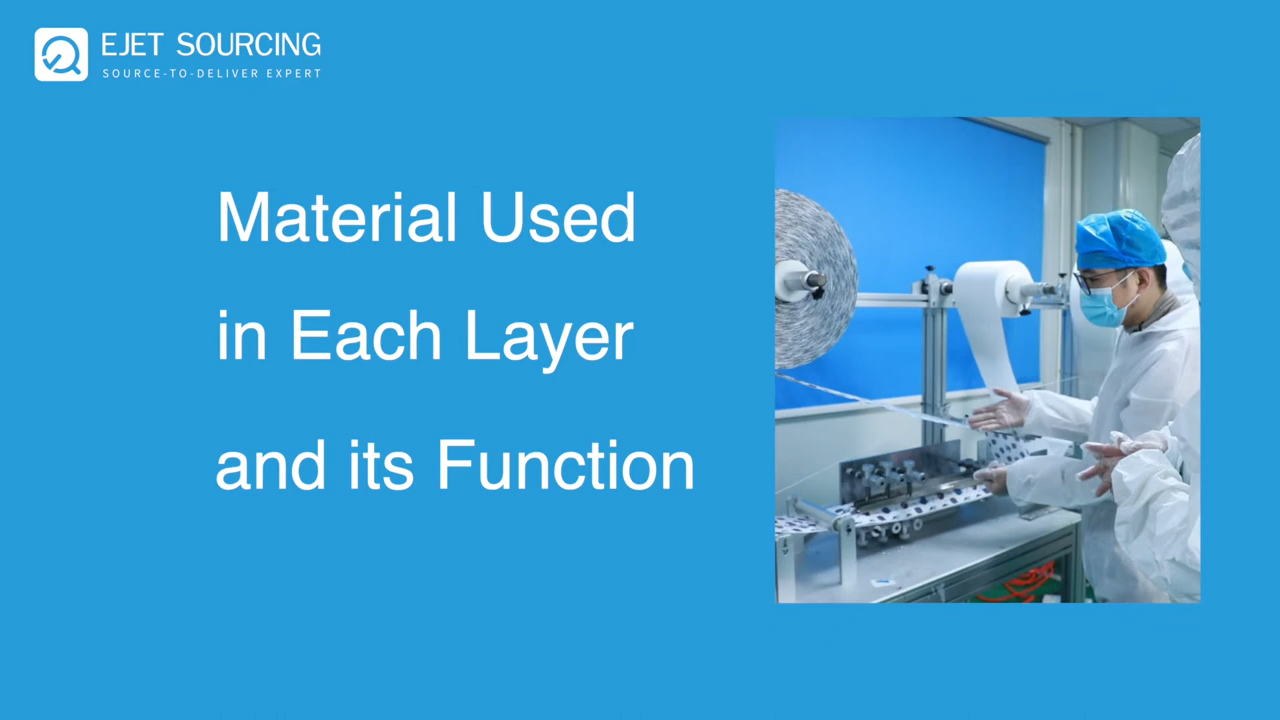 EJET SOURCING
SOURCE-TO-DELIVER EXPERT
Material Used
in Each Layer
and its Function